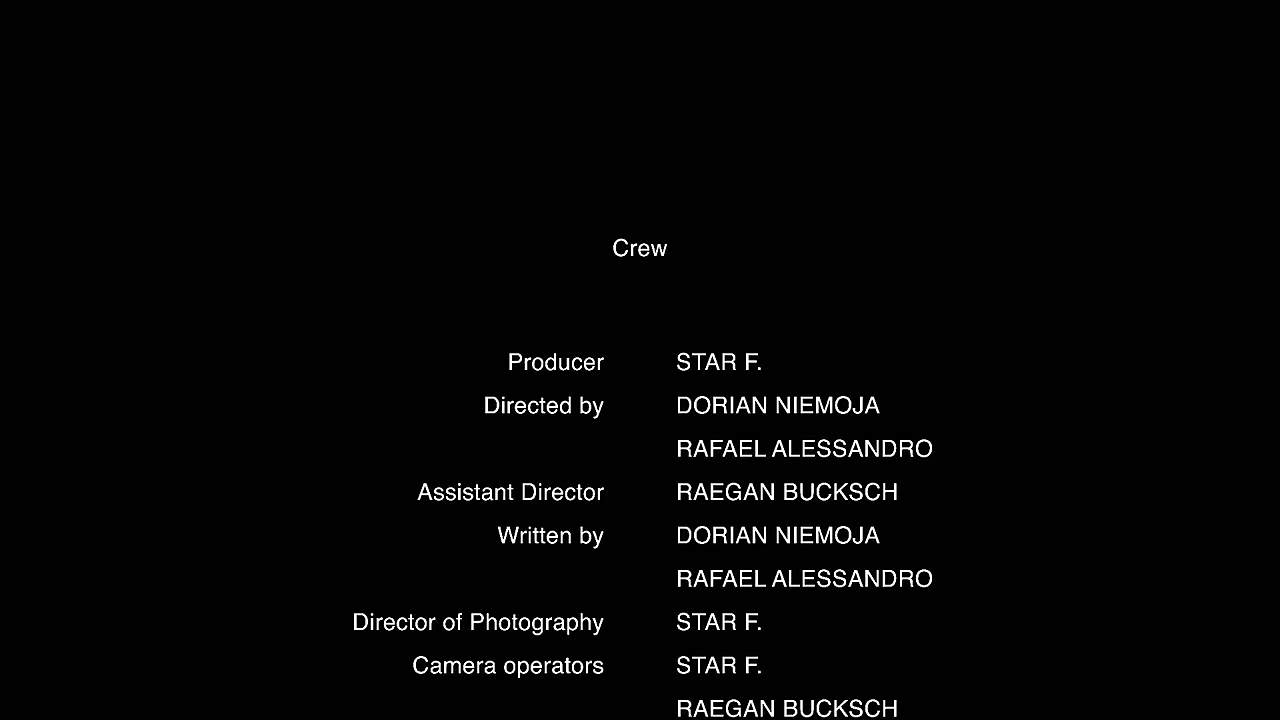 Crew
Producer STAR F.
Directed by DORIAN NIEMOJA
RAFAEL ALESSANDRO
Assistant Director RAEGAN BUCKSCH
Written by DORIAN NIEMOJA
RAFAEL ALESSANDRO
Director of Photography STAR F.
Camera operators STAR F.
RAEGAN BUCKSCH